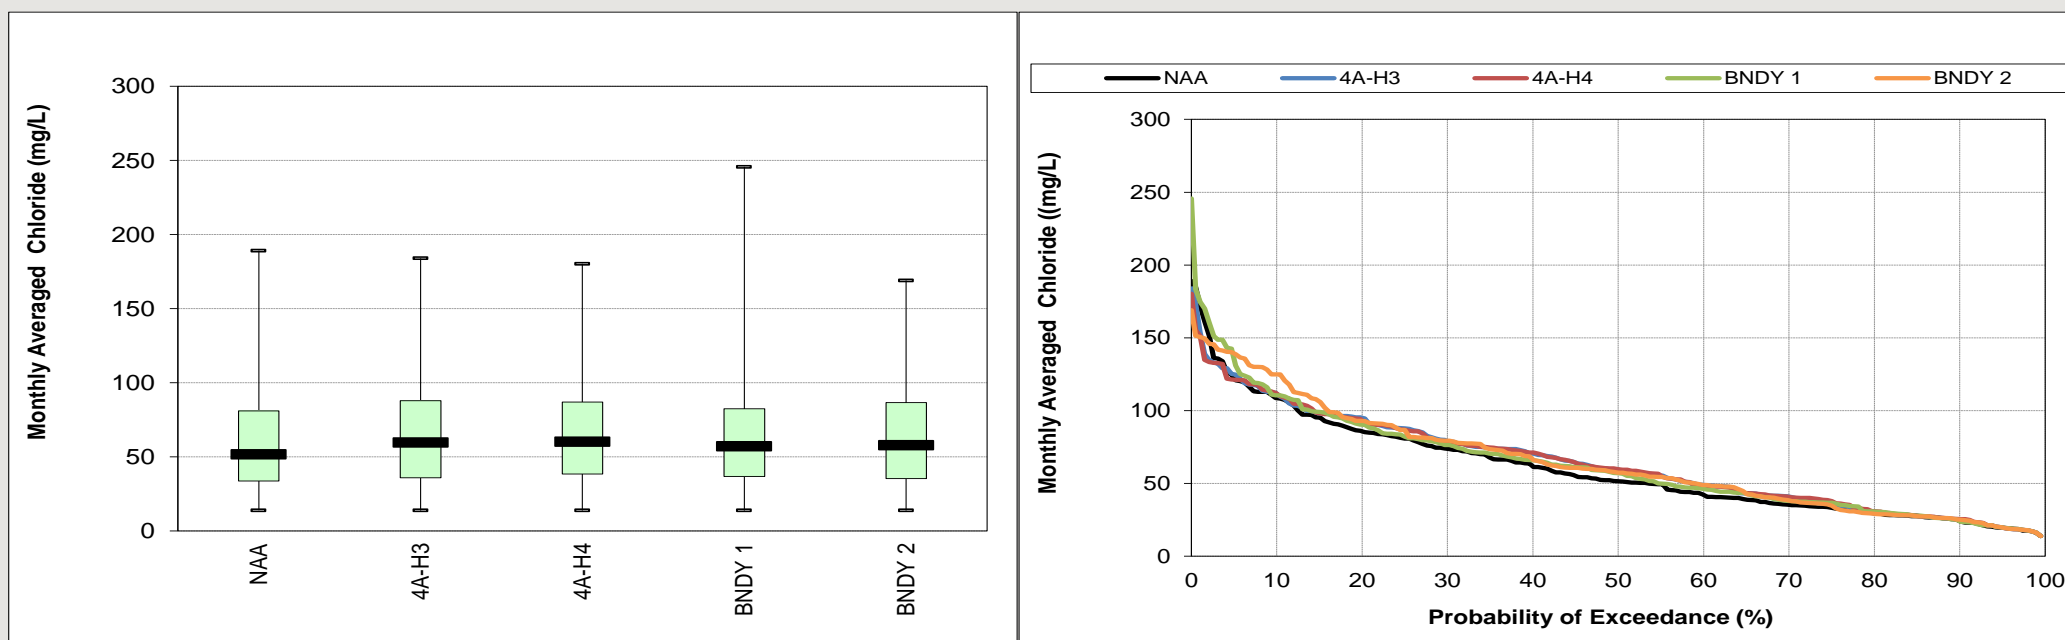 Monthly Averaged Chloride (mg/L)
300
250
200
150
100
50
0
NAA
4A-H3
4A-H4
BNDY 1
BNDY 2
NAA 4A-H3 4A-H4 BNDY 1 BNDY 2
Monthly Averaged Chloride ((mg/L)
300
250
200
150
100
50
0
0 10 20 30 40 50 60 70 80 90 100
Probability of Exceedance (%)